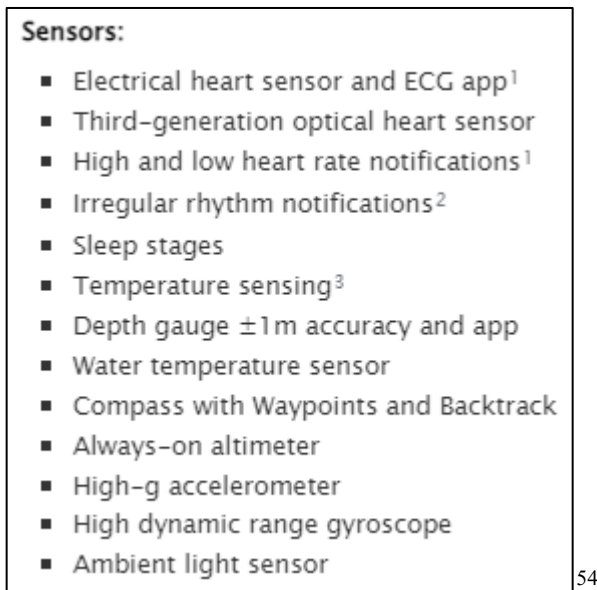 Sensors:
▪ Electrical heart sensor and ECG app¹
▪ Third-generation optical heart sensor
▪ High and low heart rate notifications¹
▪ Irregular rhythm notifications²
▪ Sleep stages
▪ Temperature sensing³
▪ Depth gauge ±1m accuracy and app
▪ Water temperature sensor
▪ Compass with Waypoints and Backtrack
▪ Always-on altimeter
▪ High-g accelerometer
▪ High dynamic range gyroscope
▪ Ambient light sensor
54